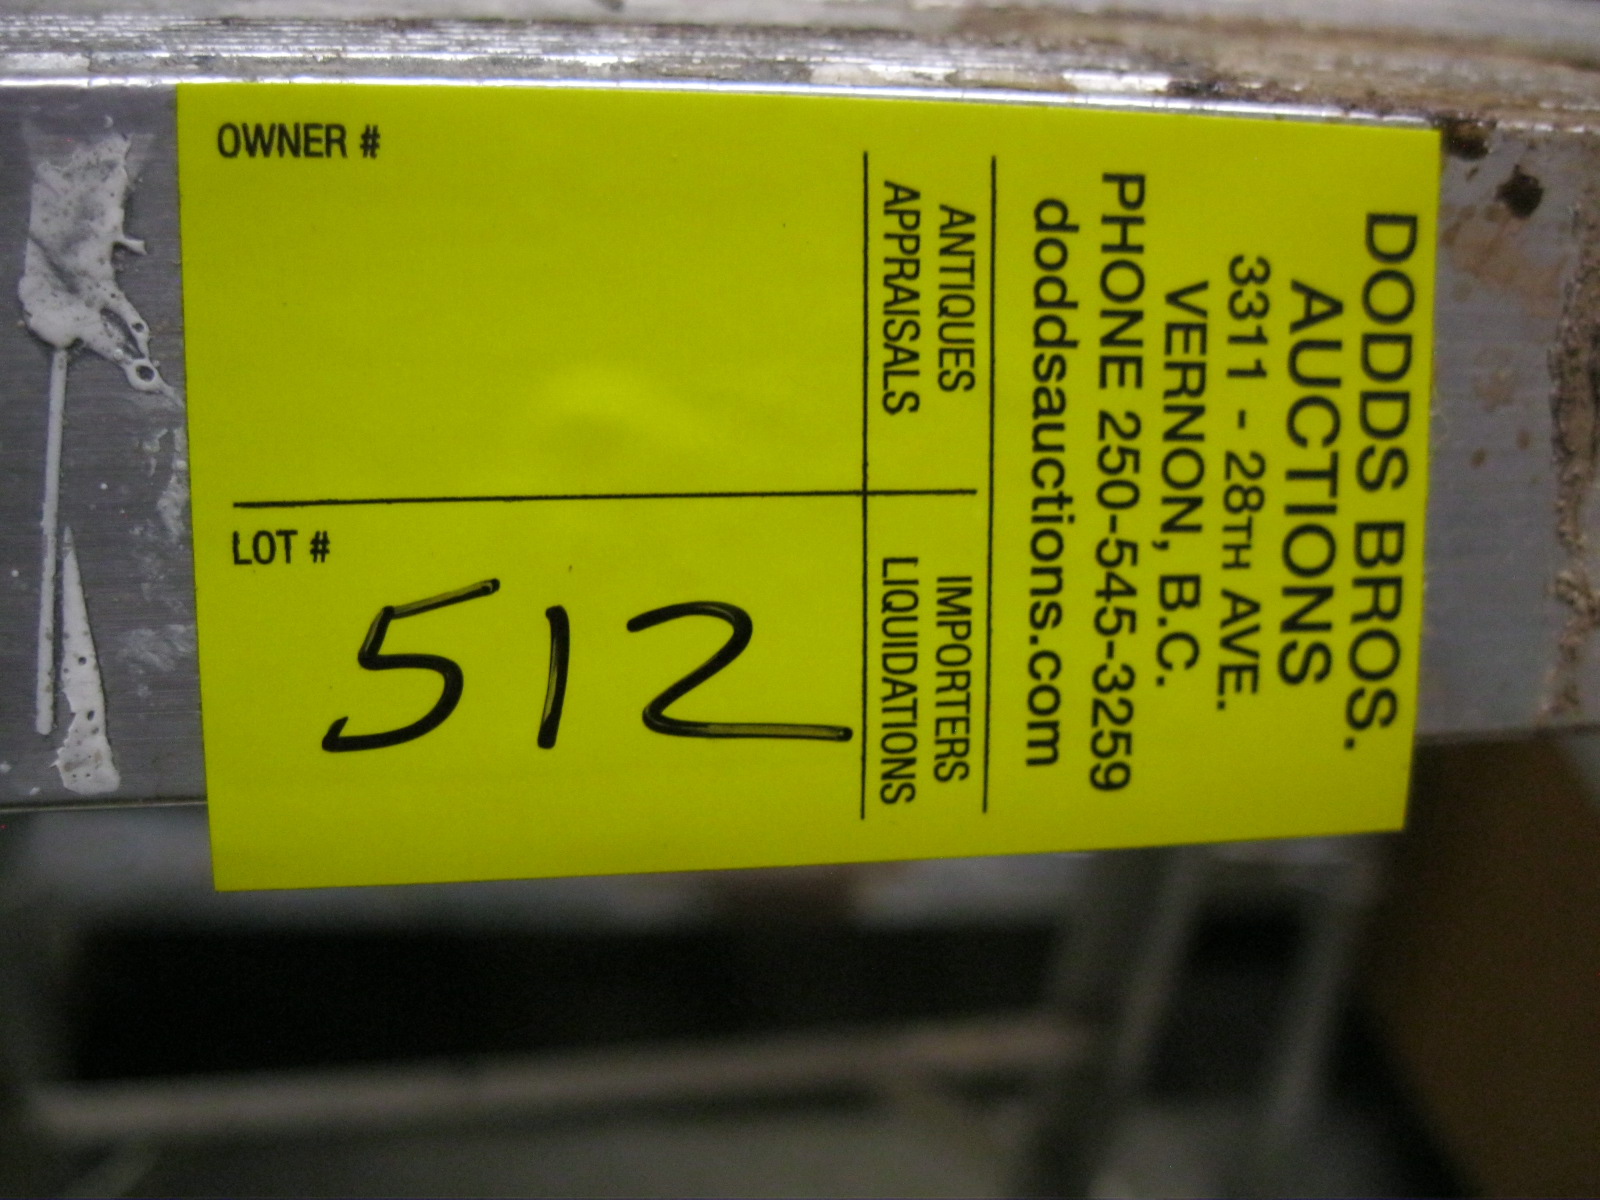 DODDS BROS.
AUCTIONS
3311 - 28TH AVE.
VERNON, B.C.
PHONE 250-545-3259
doddsauctions.com
ANTIQUES
APPRAISALS
IMPORTERS
LIQUIDATIONS
OWNER #
LOT #
512